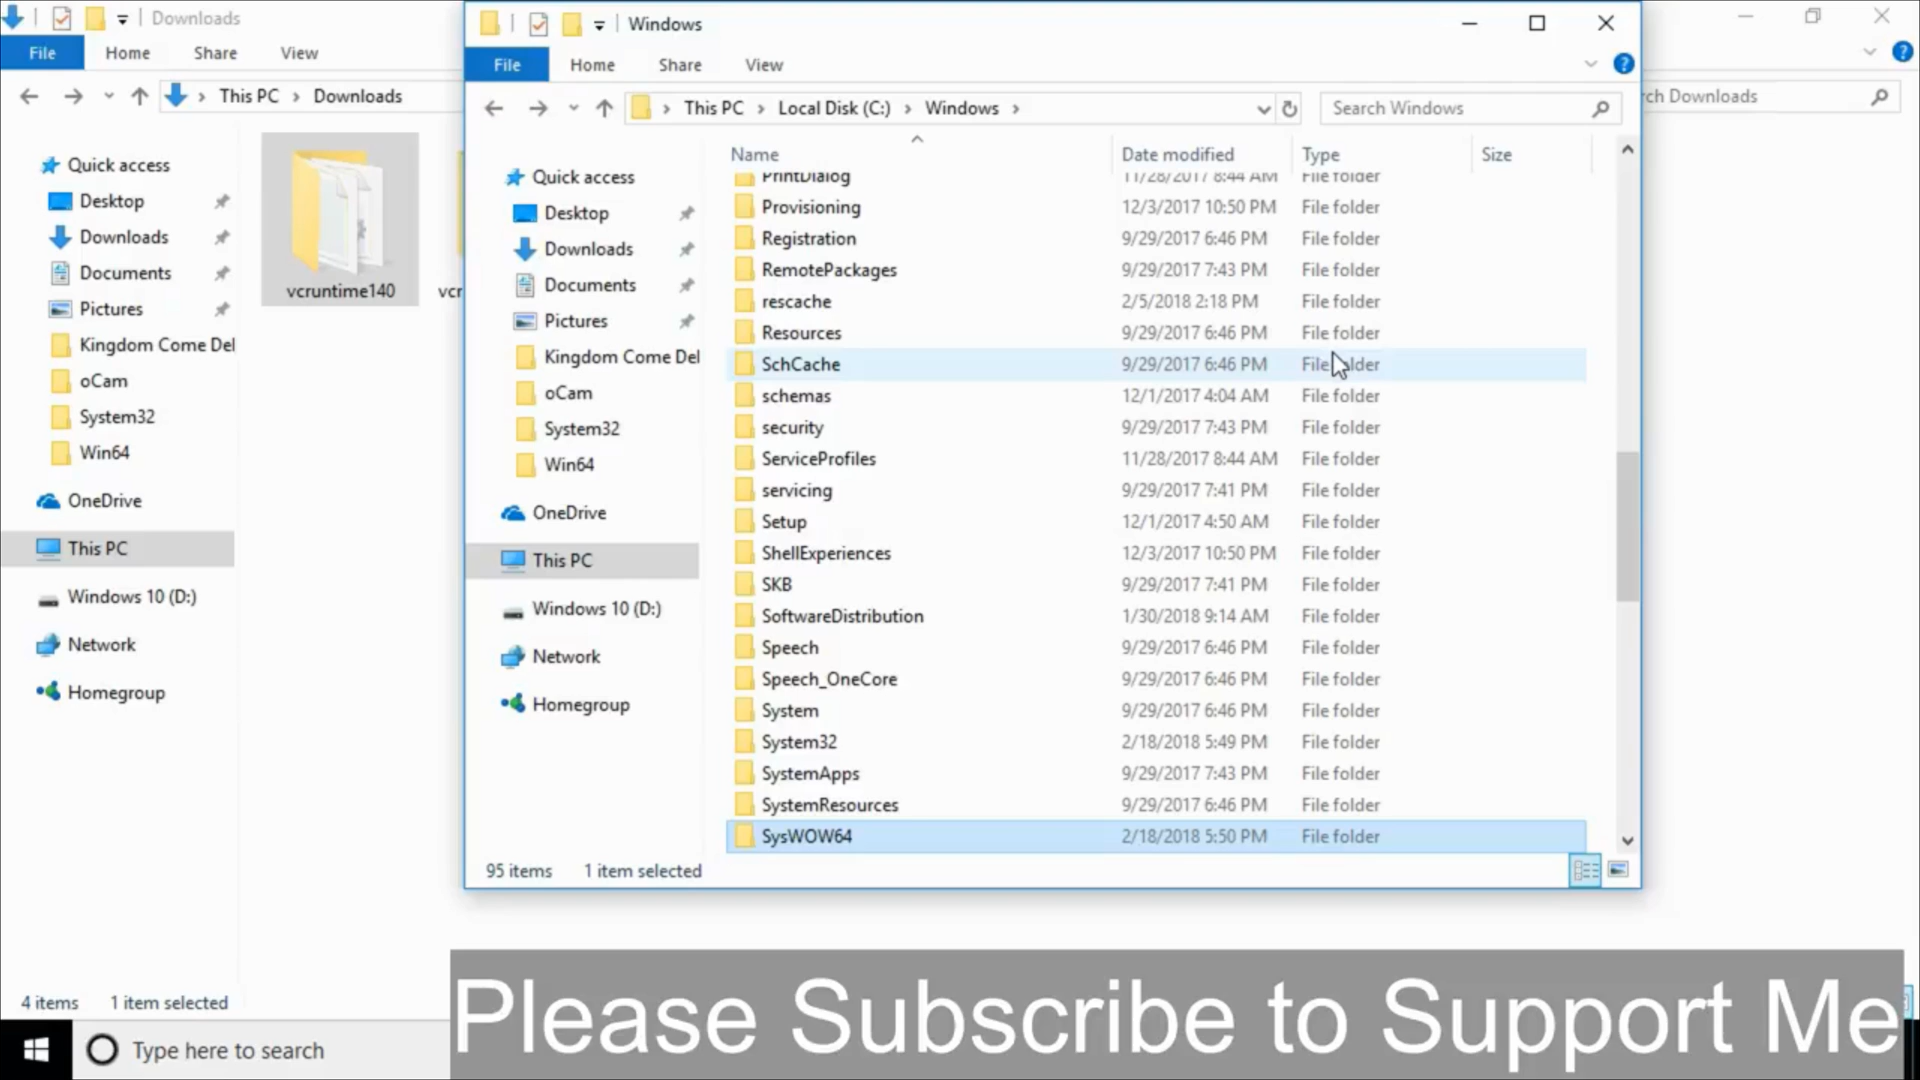 Downloads
File Home Share View
This PC > Downloads
ch Downloads
Quick access
Desktop
Downloads
Documents
Pictures
Kingdom Come Del
oCam
System32
Win64
OneDrive
This PC
Windows 10 (D:)
Network
Homegroup
vcruntime140
vcr
4 items 1 item selected
Windows
File Home Share View
This PC > Local Disk (C:) > Windows >
Search Windows
Quick access
Desktop
Downloads
Documents
Pictures
Kingdom Come Del
oCam
System32
Win64
OneDrive
This PC
Windows 10 (D:)
Network
Homegroup
Name Date modified Type Size
PrintDialog 11/28/2017 8:44 AM File folder
Provisioning 12/3/2017 10:50 PM File folder
Registration 9/29/2017 6:46 PM File folder
RemotePackages 9/29/2017 7:43 PM File folder
rescache 2/5/2018 2:18 PM File folder
Resources 9/29/2017 6:46 PM File folder
SchCache 9/29/2017 6:46 PM File folder
schemas 12/1/2017 4:04 AM File folder
security 9/29/2017 7:43 PM File folder
ServiceProfiles 11/28/2017 8:44 AM File folder
servicing 9/29/2017 7:41 PM File folder
Setup 12/1/2017 4:50 AM File folder
ShellExperiences 12/3/2017 10:50 PM File folder
SKB 9/29/2017 7:41 PM File folder
SoftwareDistribution 1/30/2018 9:14 AM File folder
Speech 9/29/2017 6:46 PM File folder
Speech_OneCore 9/29/2017 6:46 PM File folder
System 9/29/2017 6:46 PM File folder
System32 2/18/2018 5:49 PM File folder
SystemApps 9/29/2017 7:43 PM File folder
SystemResources 9/29/2017 6:46 PM File folder
SysWOW64 2/18/2018 5:50 PM File folder
95 items 1 item selected
Please Subscribe to Support Me
Type here to search